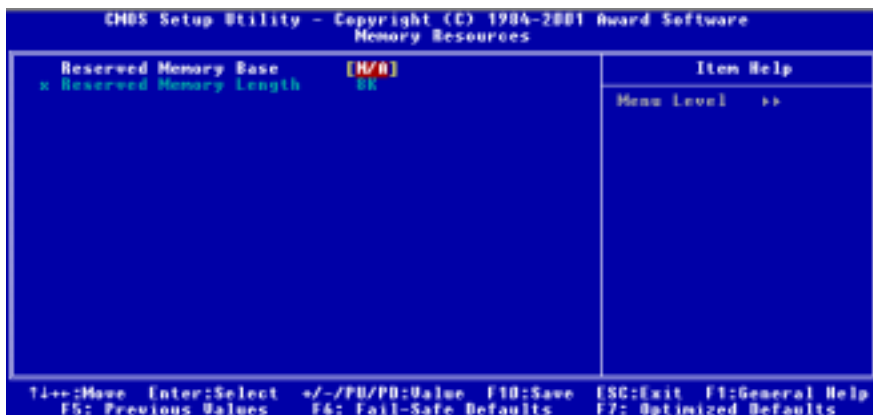 CMOS Setup Utility - Copyright (C) 1984-2001 Award Software
Memory Resources
Reserved Memory Base [N/A]
x Reserved Memory Length 8K
Item Help
Menu Level ▸▸
↑↓→←:Move Enter:Select +/-/PU/PD:Value F10:Save ESC:Exit F1:General Help
F5: Previous Values F6: Fail-Safe Defaults F7: Optimized Defaults